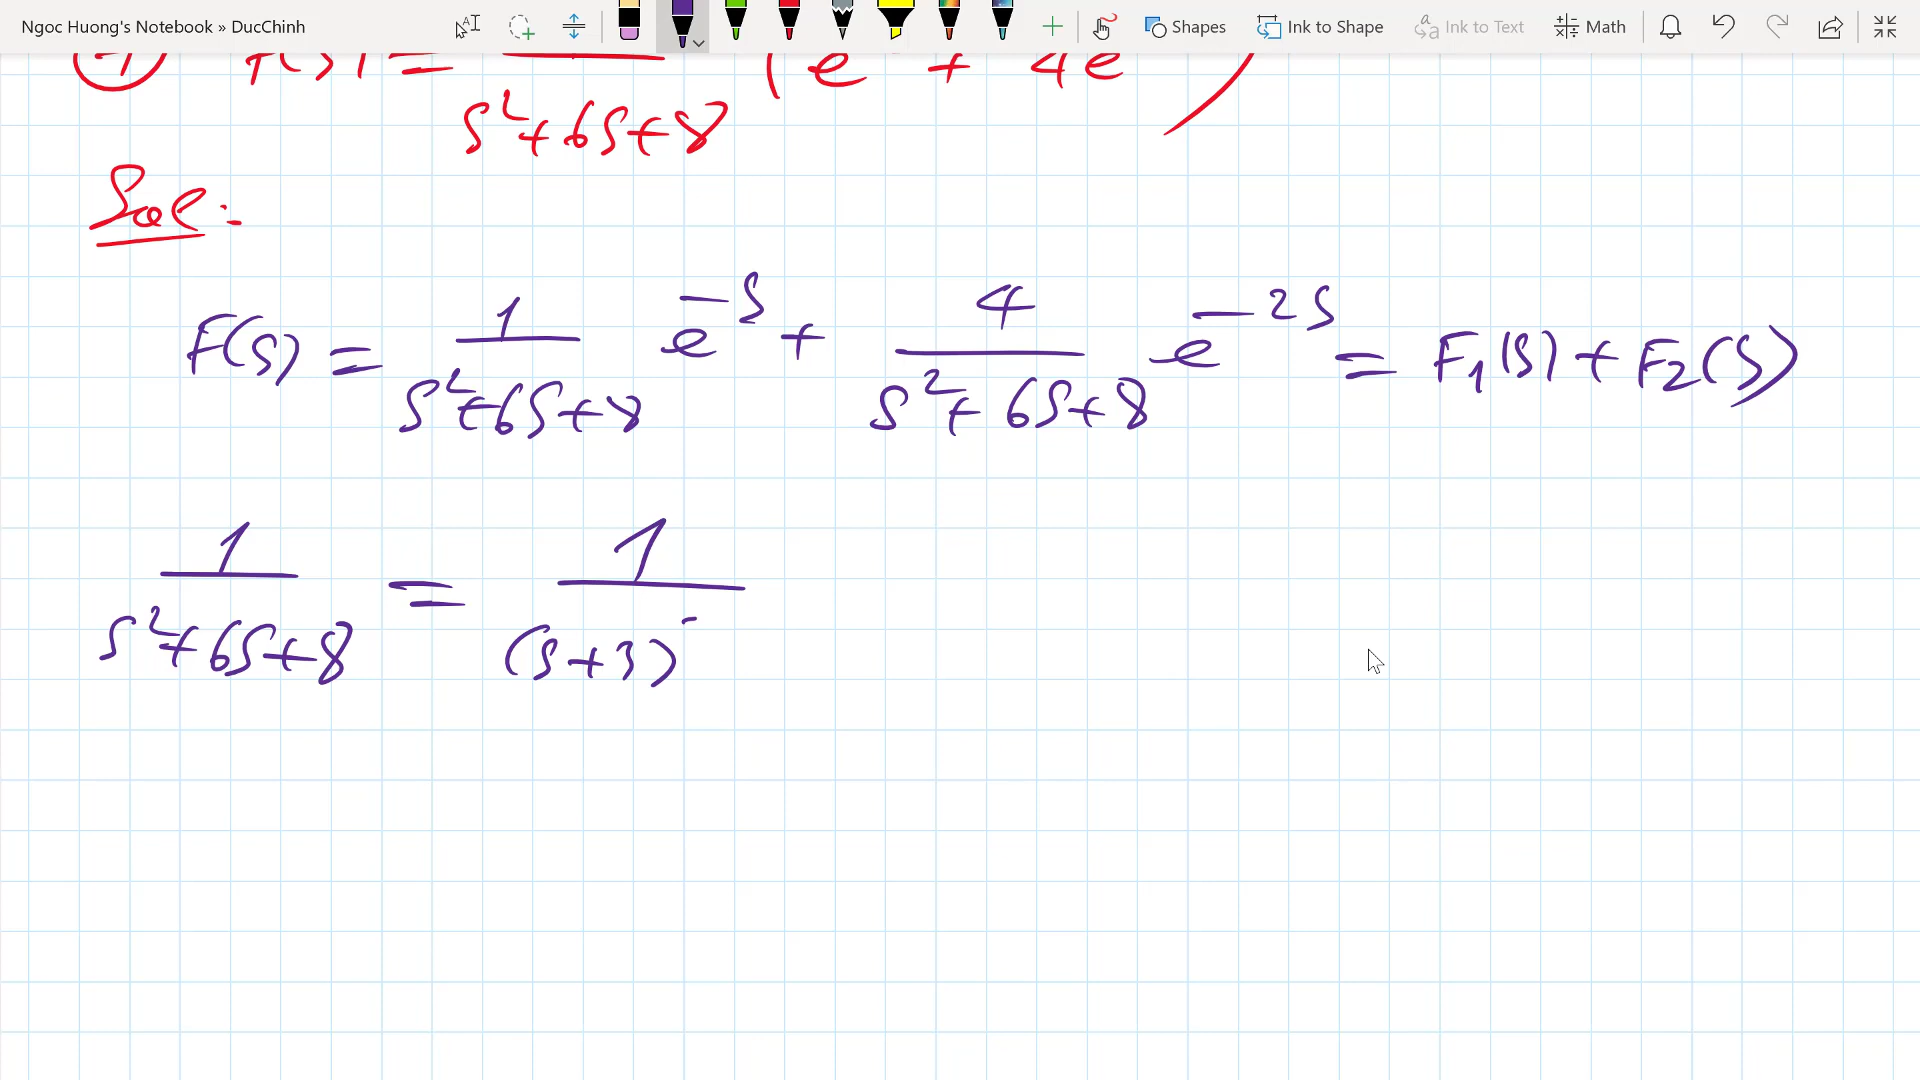 Ngoc Huong's Notebook » DucChinh Shapes Ink to Shape Ink to Text Math
e + 4e
s²+6s+8
Sol:
F(s) = 1/(s²+6s+8) e^{-s} + 4/(s²+6s+8) e^{-2s} = F₁(s) + F₂(s)
1/(s²+6s+8) = 1/(s+3)